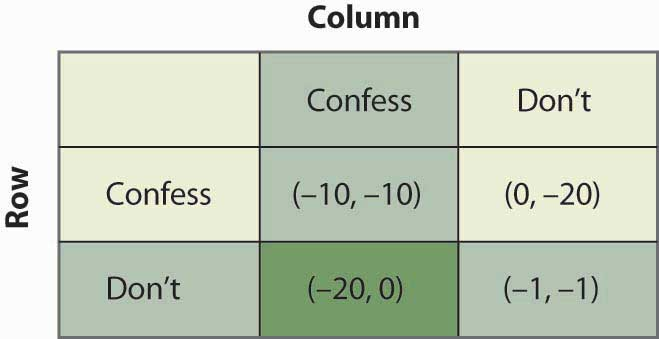 Column
Confess Don't
Row
Confess (–10, –10) (0, –20)
Don't (–20, 0) (–1, –1)